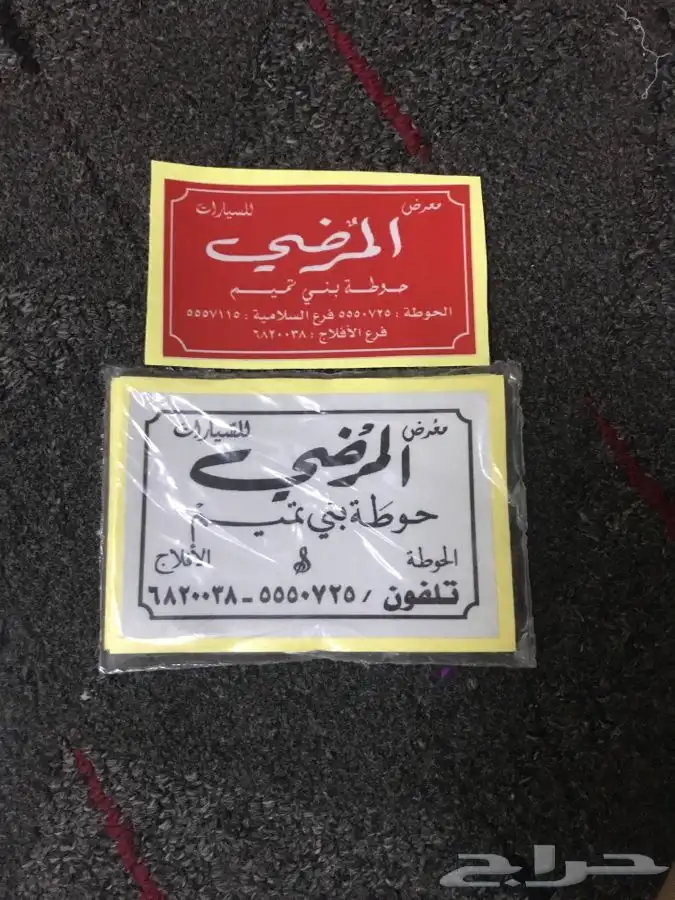 معرض للسيارات
المرضي
حوطة بني تميم
الحوطة : ٥٥٥٠٧٢٥ فرع السلامية : ٥٥٥٧١١٥
فرع الأفلاج : ٦٨٢٠٠٣٨
معرض للسيارات
المرضي
حوطة بني تميم
الحوطة الأفلاج
تلفون / ٥٥٥٠٧٢٥ - ٦٨٢٠٠٣٨
حراج